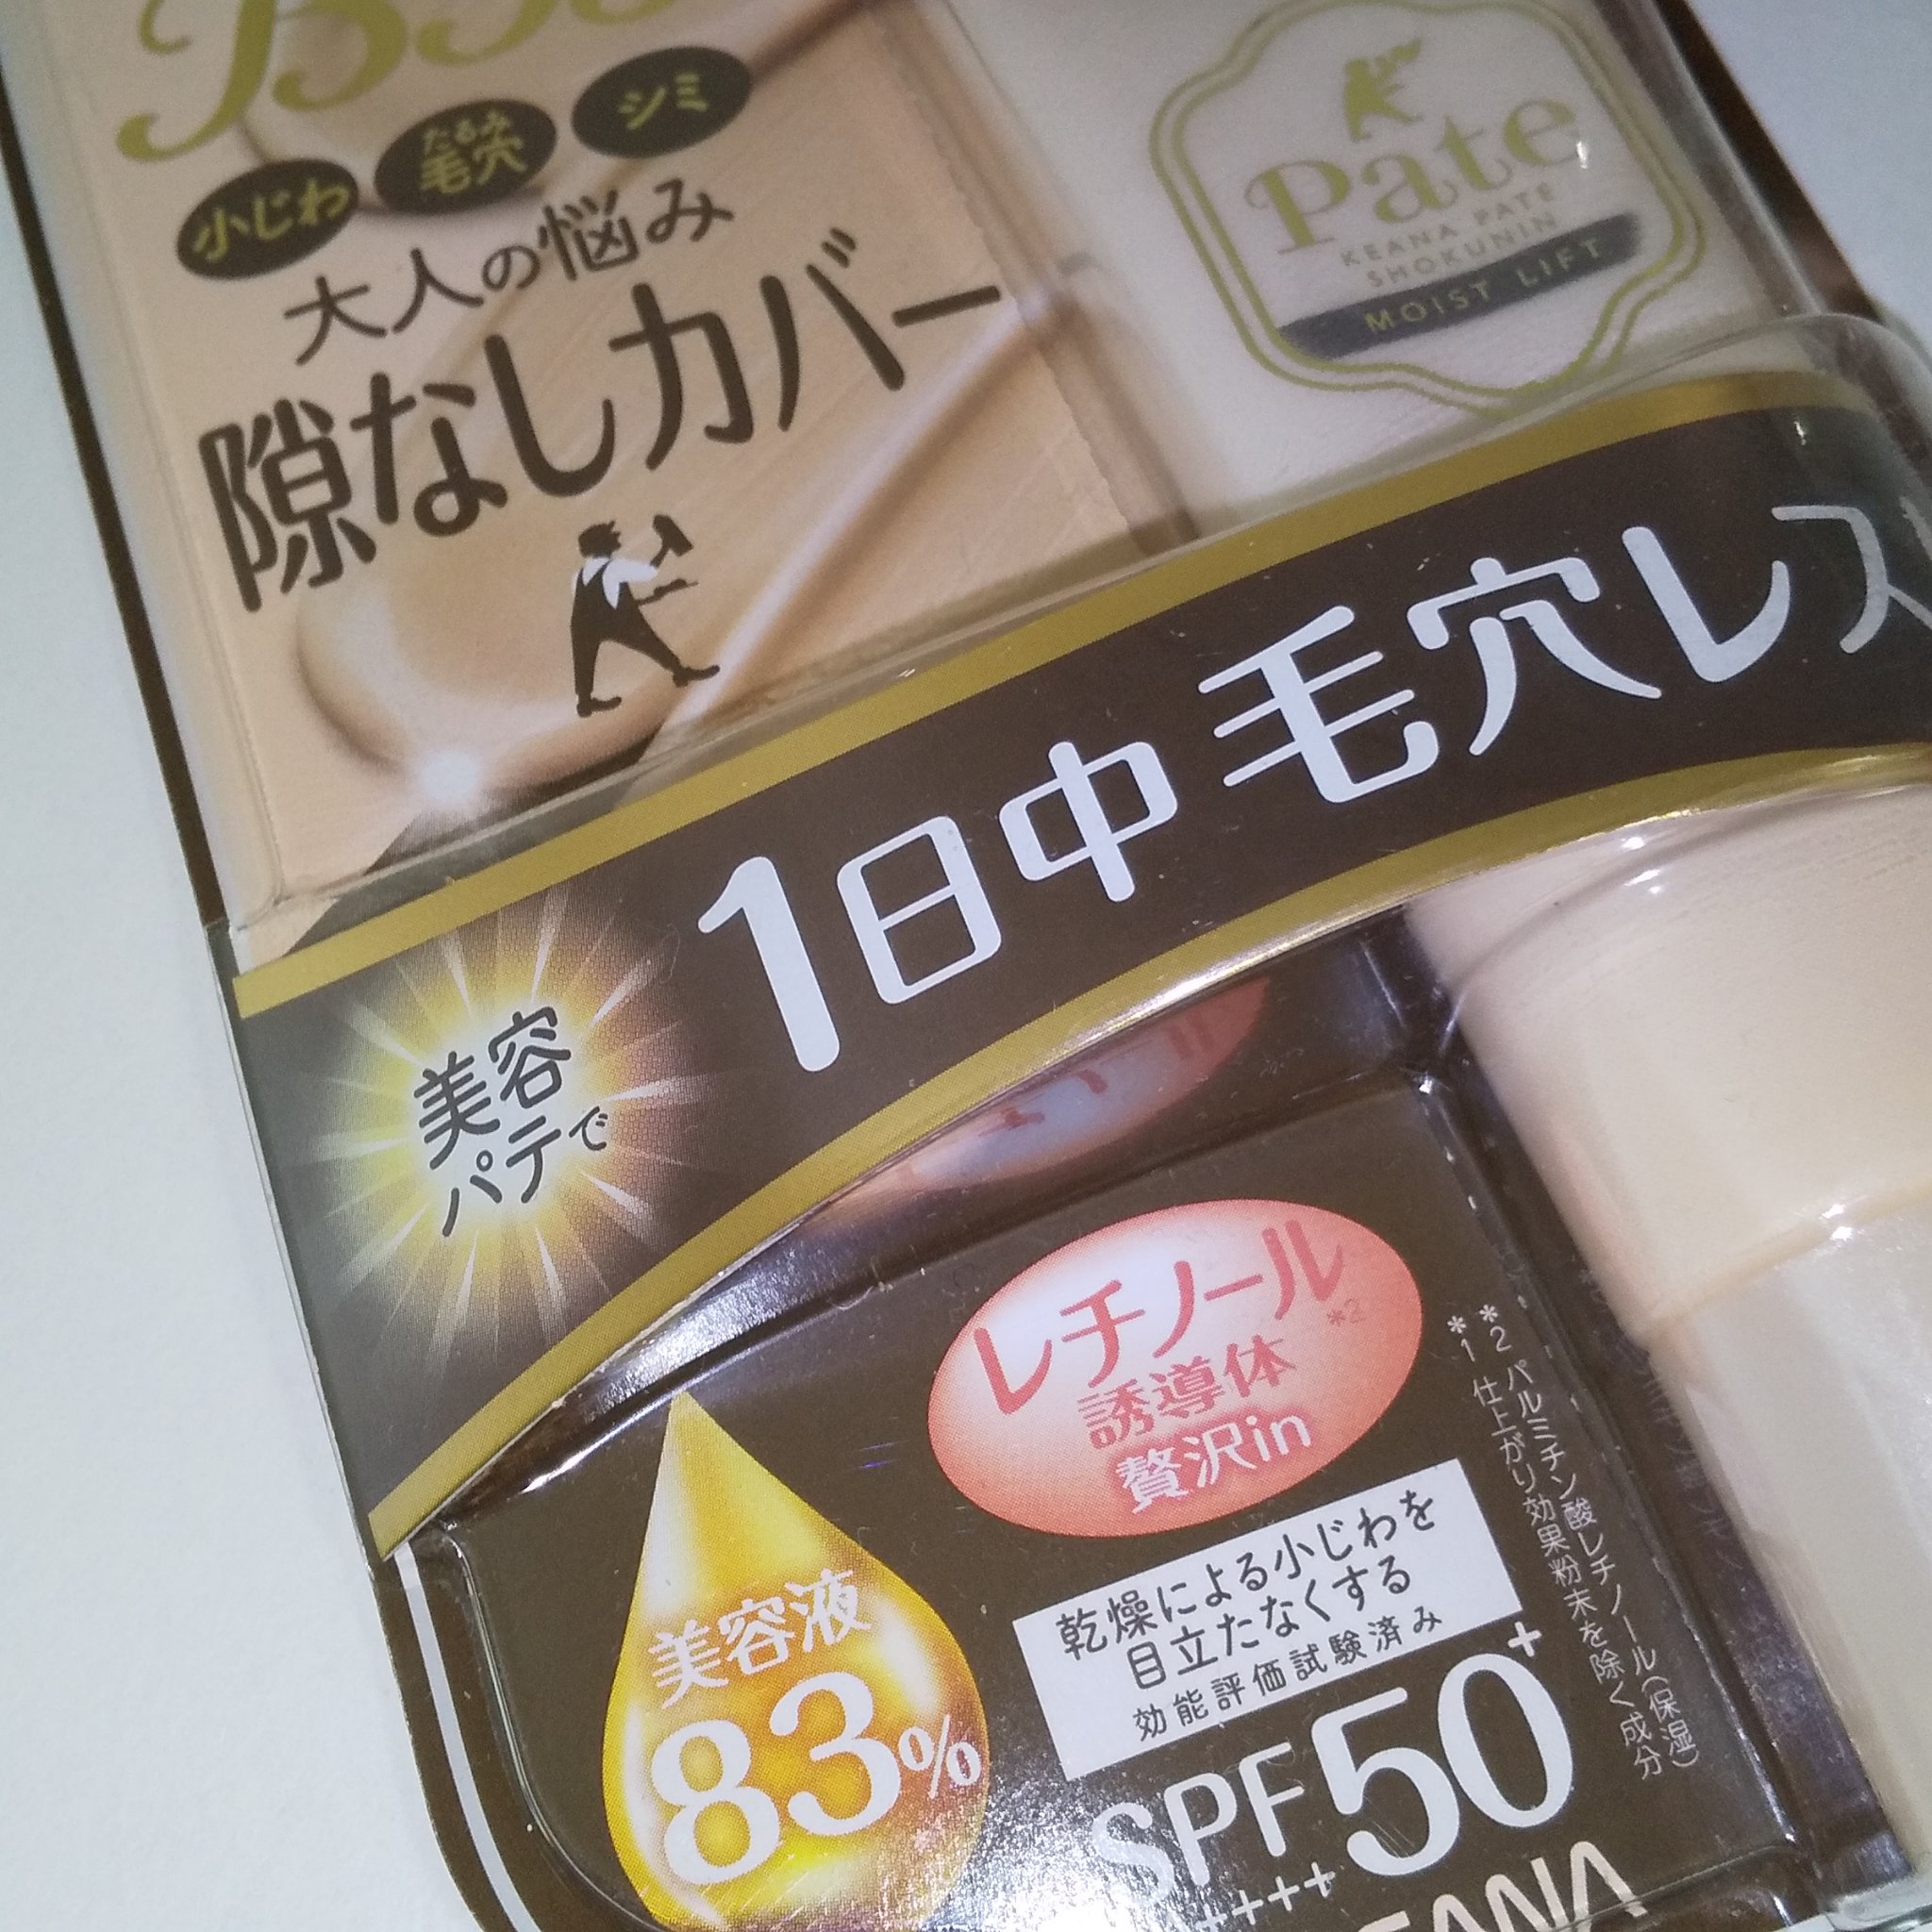 小じわ
たるみ
毛穴
シミ
大人の悩み
隙なしカバー
Pate
KEANA PATE
SHOKUNIN
MOIST LIFT
美容
パテで
1日中 毛穴レス
レチノール
誘導体*2
贅沢in
*2 パルミチン酸レチノール(保湿)
*1 仕上がり効果粉末を除く成分
乾燥による小じわを
目立たなくする
効能評価試験済み
美容液
83%
SPF50+
++++